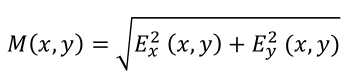 M(x, y) = √(E_x^2 (x, y) + E_y^2 (x, y))